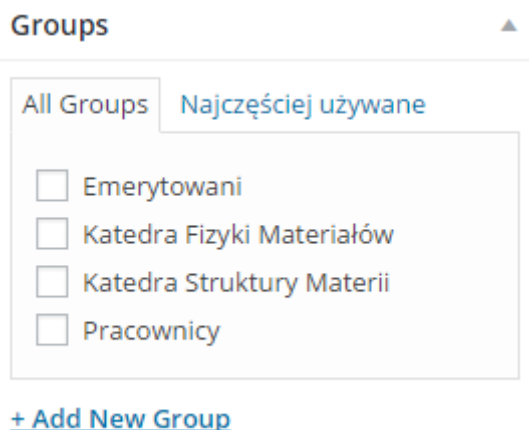 Groups
All Groups Najczęściej używane
Emerytowani
Katedra Fizyki Materiałów
Katedra Struktury Materii
Pracownicy
+ Add New Group